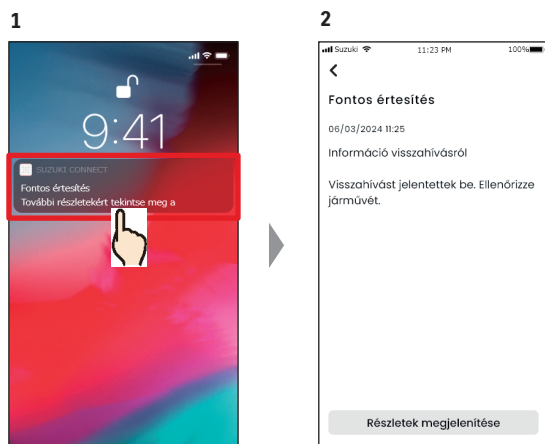 1
9:41
SUZUKI CONNECT
Fontos értesítés
További részletekért tekintse meg a
2
Suzuki 11:23 PM 100%
Fontos értesítés
06/03/2024 11:25
Információ visszahívásról
Visszahívást jelentettek be. Ellenőrizze
járművét.
Részletek megjelenítése